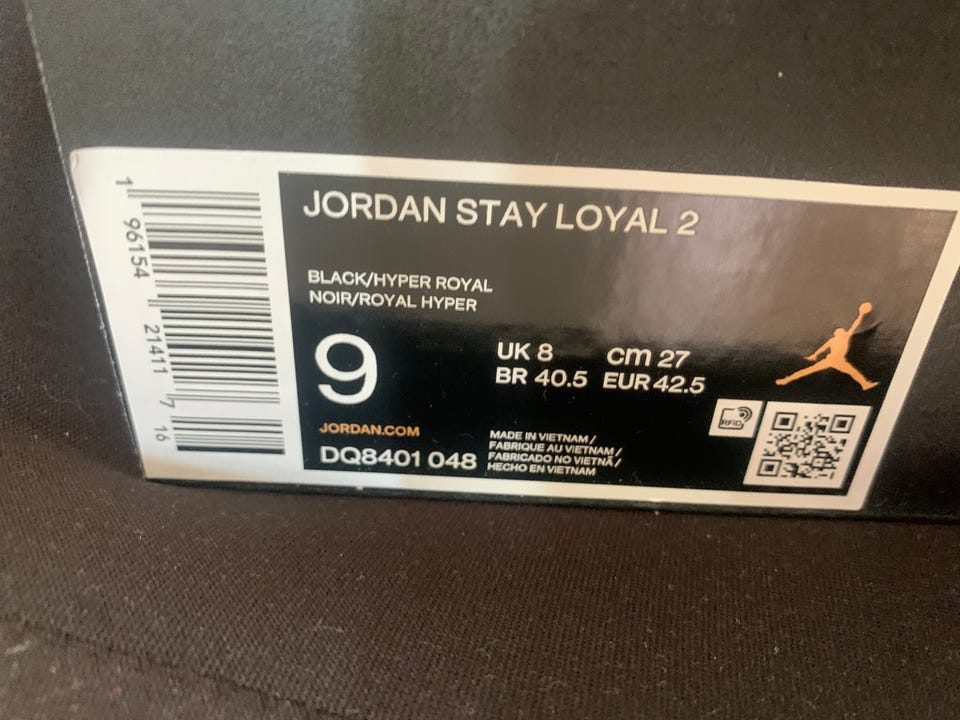 1 96154 21411 7 16
JORDAN STAY LOYAL 2
BLACK/HYPER ROYAL
NOIR/ROYAL HYPER
9
UK 8 cm 27
BR 40.5 EUR 42.5
RFID
JORDAN.COM
DQ8401 048
MADE IN VIETNAM /
FABRIQUE AU VIETNAM /
FABRICADO NO VIETNÃ /
HECHO EN VIETNAM